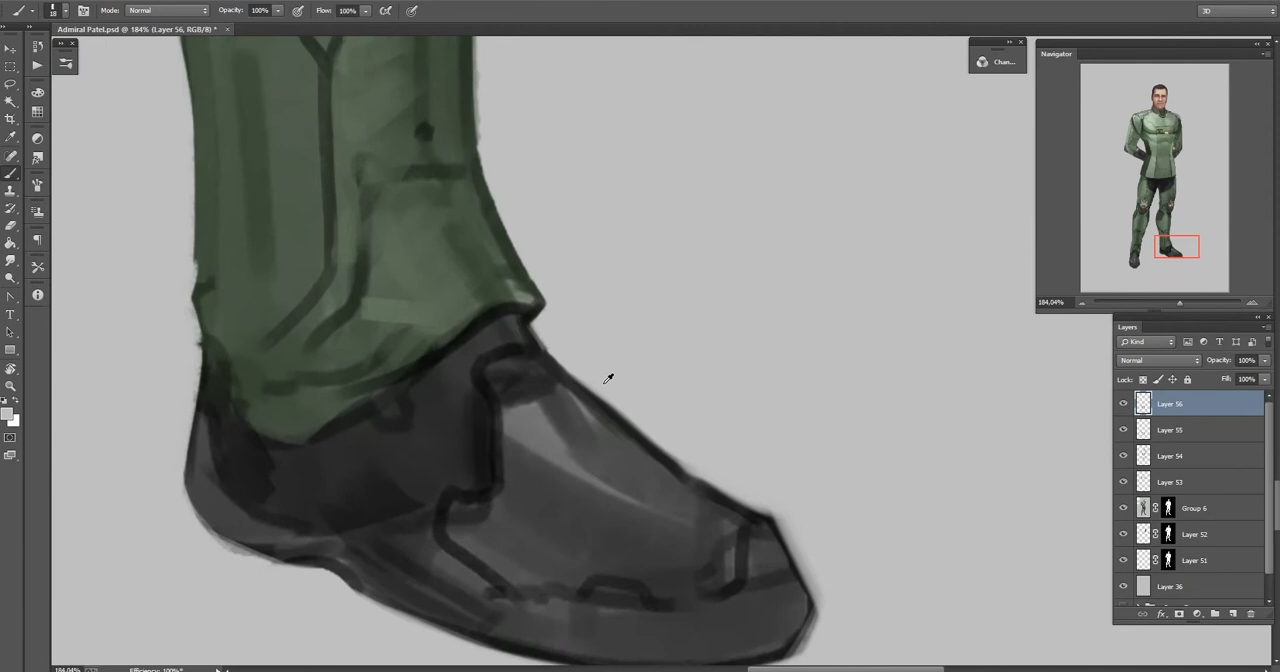 18 Mode: Normal Opacity: 100% Flow: 100% 3D
Admiral Patel.psd @ 184% (Layer 56, RGB/8) * ×
Chan...
Navigator
184,04%
Layers
Kind
Normal Opacity: 100%
Lock: Fill: 100%
Layer 56
Layer 55
Layer 54
Layer 53
Group 6
Layer 52
Layer 51
Layer 36
fx
184,04% Efficiency: 100%*